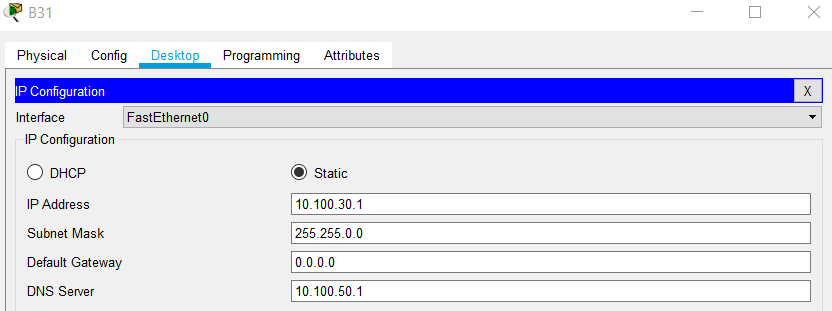 B31
Physical Config Desktop Programming Attributes
IP Configuration X
Interface FastEthernet0
IP Configuration
DHCP Static
IP Address 10.100.30.1
Subnet Mask 255.255.0.0
Default Gateway 0.0.0.0
DNS Server 10.100.50.1